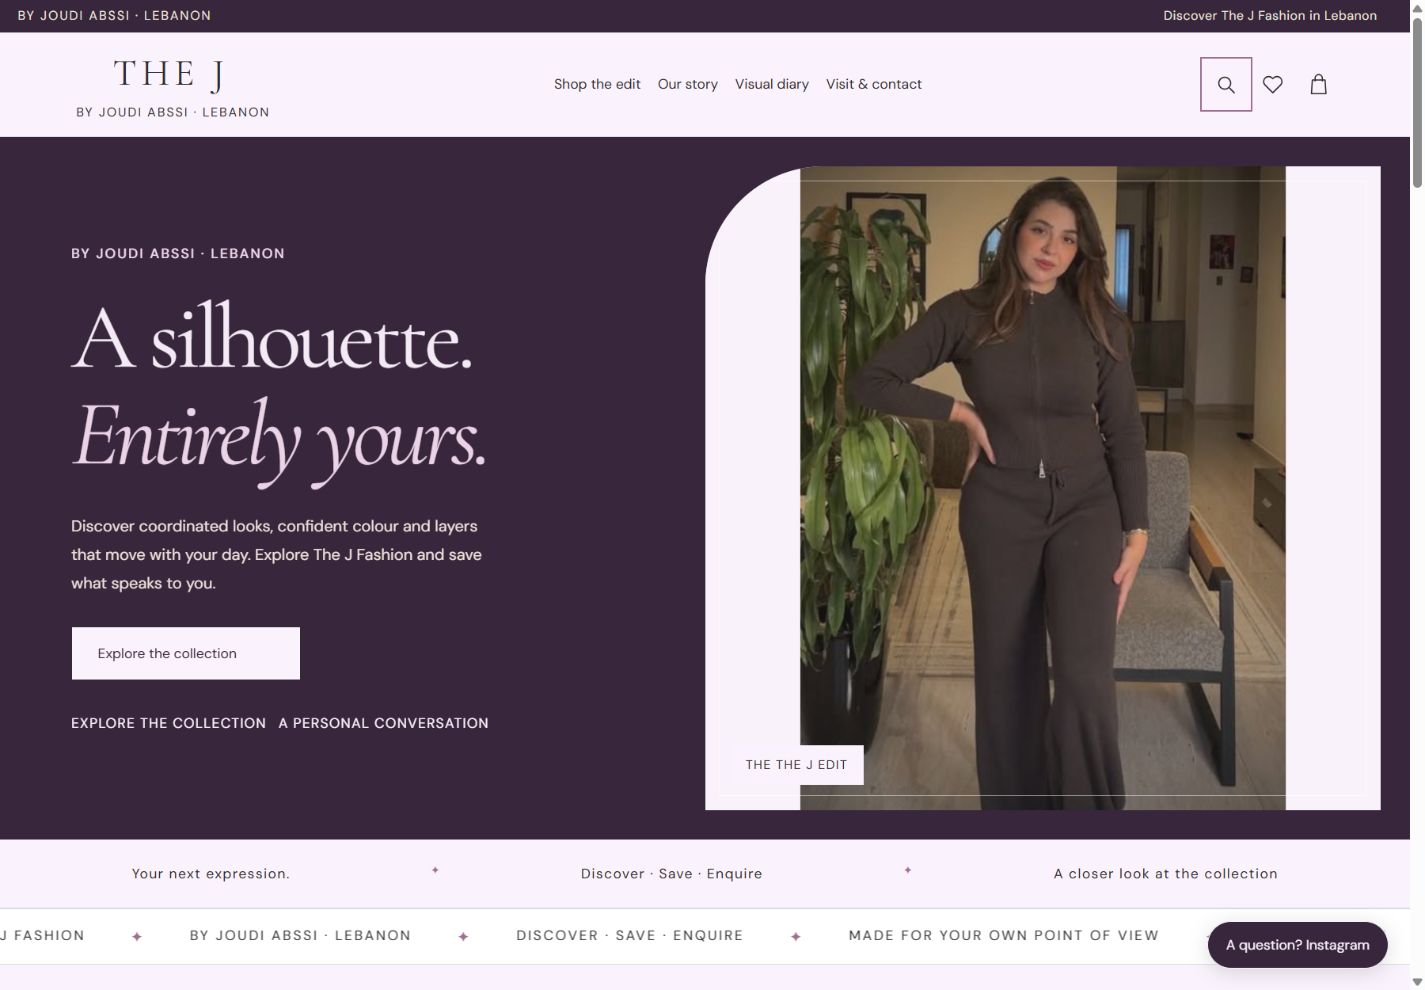 BY JOUDI ABSSI · LEBANON
Discover The J Fashion in Lebanon
THE J
BY JOUDI ABSSI · LEBANON
Shop the edit
Our story
Visual diary
Visit & contact
BY JOUDI ABSSI · LEBANON
A silhouette.
Entirely yours.
Discover coordinated looks, confident colour and layers
that move with your day. Explore The J Fashion and save
what speaks to you.
Explore the collection
EXPLORE THE COLLECTION
A PERSONAL CONVERSATION
THE THE J EDIT
Your next expression.
Discover · Save · Enquire
A closer look at the collection
J FASHION
BY JOUDI ABSSI · LEBANON
DISCOVER · SAVE · ENQUIRE
MADE FOR YOUR OWN POINT OF VIEW
A question? Instagram